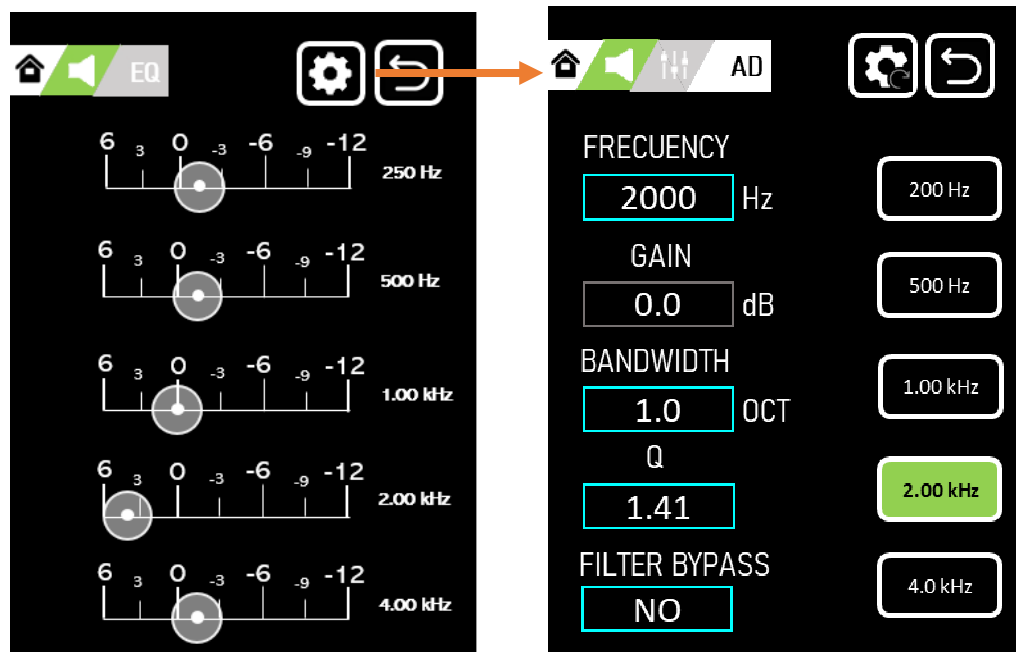 EQ
6 3 0 -3 -6 -9 -12
250 Hz
6 3 0 -3 -6 -9 -12
500 Hz
6 3 0 -3 -6 -9 -12
1.00 kHz
6 3 0 -3 -6 -9 -12
2.00 kHz
6 3 0 -3 -6 -9 -12
4.00 kHz
AD
FRECUENCY
2000 Hz
GAIN
0.0 dB
BANDWIDTH
1.0 OCT
Q
1.41
FILTER BYPASS
NO
200 Hz
500 Hz
1.00 kHz
2.00 kHz
4.0 kHz